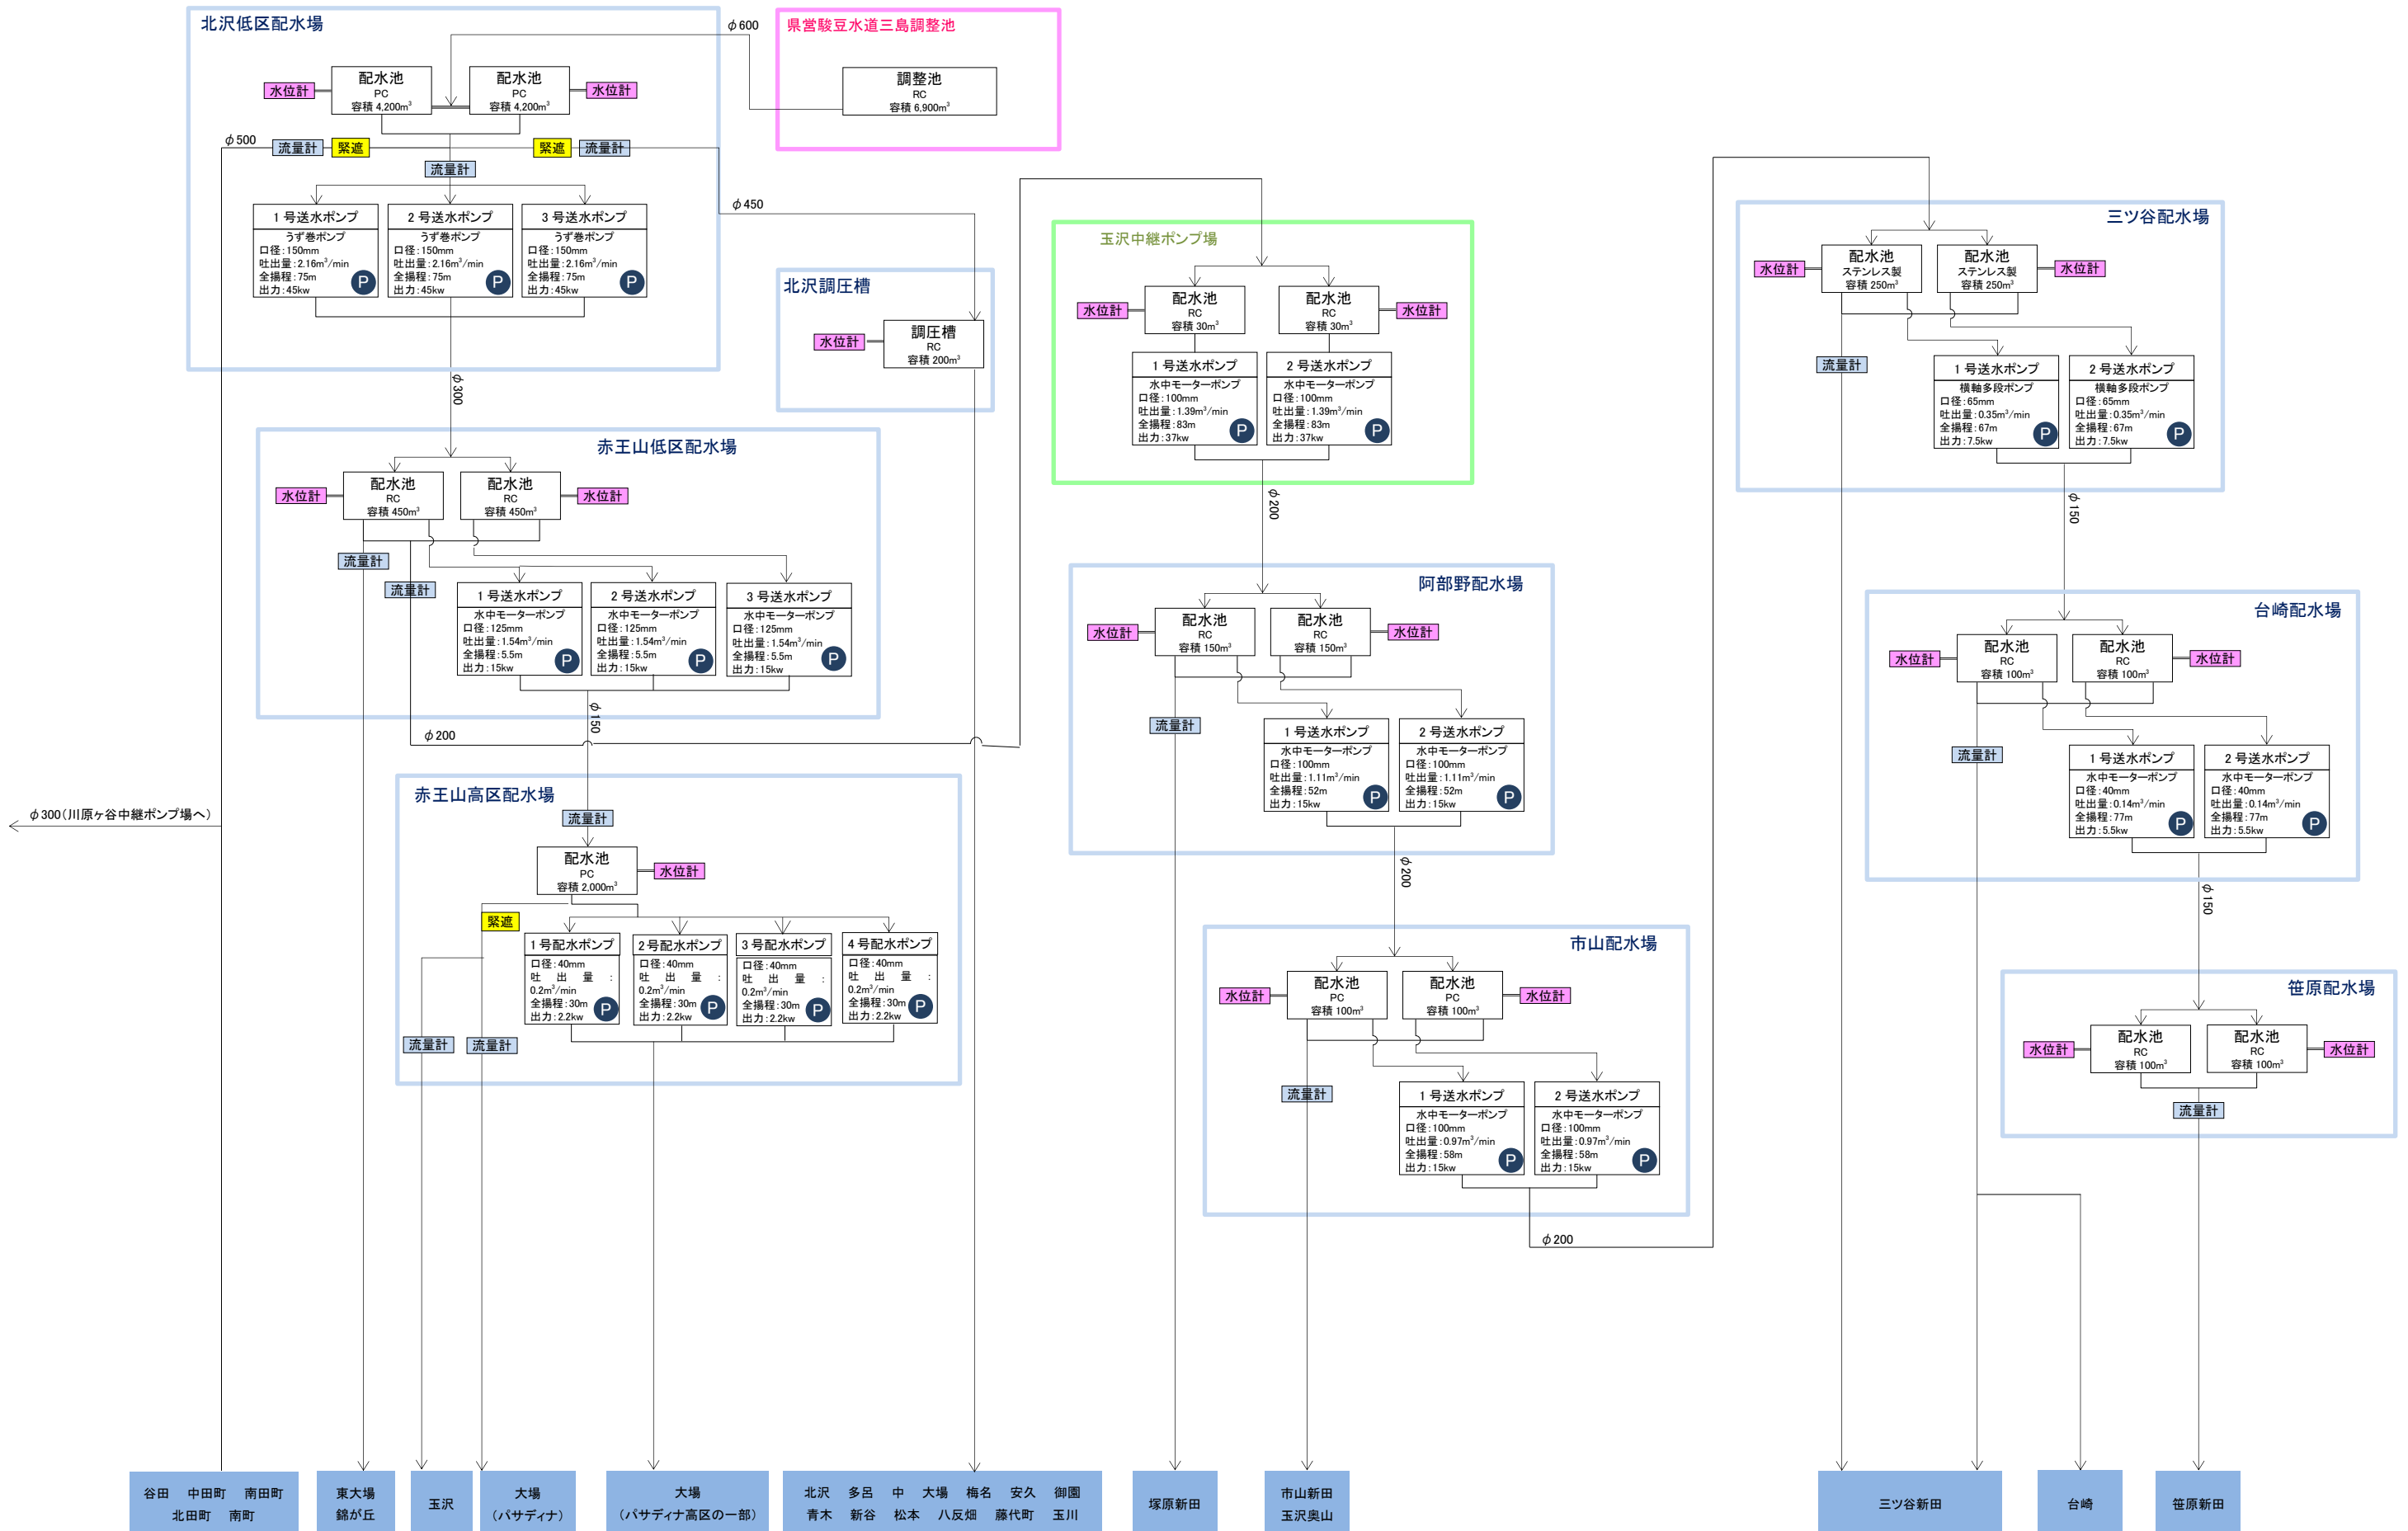 北沢低区配水場
配水池
PC
容積 4,200m³
配水池
PC
容積 4,200m³
水位計
水位計
φ600
県営駿豆水道三島調整池
調整池
RC
容積 6,900m³
φ500
流量計
緊遮
緊遮
流量計
流量計
1号送水ポンプ
うず巻ポンプ
口径：150mm
吐出量：2.16m³/min
全揚程：75m
出力：45kw
P
2号送水ポンプ
うず巻ポンプ
口径：150mm
吐出量：2.16m³/min
全揚程：75m
出力：45kw
P
3号送水ポンプ
うず巻ポンプ
口径：150mm
吐出量：2.16m³/min
全揚程：75m
出力：45kw
P
φ450
φ300
北沢調圧槽
水位計
調圧槽
RC
容積 200m³
赤王山低区配水場
水位計
配水池
RC
容積 450m³
配水池
RC
容積 450m³
水位計
流量計
流量計
1号送水ポンプ
水中モーターポンプ
口径：125mm
吐出量：1.54m³/min
全揚程：5.5m
出力：15kw
P
2号送水ポンプ
水中モーターポンプ
口径：125mm
吐出量：1.54m³/min
全揚程：5.5m
出力：15kw
P
3号送水ポンプ
水中モーターポンプ
口径：125mm
吐出量：1.54m³/min
全揚程：5.5m
出力：15kw
P
φ150
φ200
φ300（川原ヶ谷中継ポンプ場へ）
赤王山高区配水場
流量計
配水池
PC
容積 2,000m³
水位計
緊遮
1号配水ポンプ
口径：40mm
吐出量：
0.2m³/min
全揚程：30m
出力：2.2kw
P
2号配水ポンプ
口径：40mm
吐出量：
0.2m³/min
全揚程：30m
出力：2.2kw
P
3号配水ポンプ
口径：40mm
吐出量：
0.2m³/min
全揚程：30m
出力：2.2kw
P
4号配水ポンプ
口径：40mm
吐出量：
0.2m³/min
全揚程：30m
出力：2.2kw
P
流量計
流量計
玉沢中継ポンプ場
水位計
配水池
RC
容積 30m³
配水池
RC
容積 30m³
水位計
1号送水ポンプ
水中モーターポンプ
口径：100mm
吐出量：1.39m³/min
全揚程：83m
出力：37kw
P
2号送水ポンプ
水中モーターポンプ
口径：100mm
吐出量：1.39m³/min
全揚程：83m
出力：37kw
P
φ200
阿部野配水場
水位計
配水池
RC
容積 150m³
配水池
RC
容積 150m³
水位計
流量計
1号送水ポンプ
水中モーターポンプ
口径：100mm
吐出量：1.11m³/min
全揚程：52m
出力：15kw
P
2号送水ポンプ
水中モーターポンプ
口径：100mm
吐出量：1.11m³/min
全揚程：52m
出力：15kw
P
φ200
市山配水場
水位計
配水池
PC
容積 100m³
配水池
PC
容積 100m³
水位計
流量計
1号送水ポンプ
水中モーターポンプ
口径：100mm
吐出量：0.97m³/min
全揚程：58m
出力：15kw
P
2号送水ポンプ
水中モーターポンプ
口径：100mm
吐出量：0.97m³/min
全揚程：58m
出力：15kw
P
φ200
三ツ谷配水場
水位計
配水池
ステンレス製
容積 250m³
配水池
ステンレス製
容積 250m³
水位計
流量計
1号送水ポンプ
横軸多段ポンプ
口径：65mm
吐出量：0.35m³/min
全揚程：67m
出力：7.5kw
P
2号送水ポンプ
横軸多段ポンプ
口径：65mm
吐出量：0.35m³/min
全揚程：67m
出力：7.5kw
P
φ150
台崎配水場
水位計
配水池
RC
容積 100m³
配水池
RC
容積 100m³
水位計
流量計
1号送水ポンプ
水中モーターポンプ
口径：40mm
吐出量：0.14m³/min
全揚程：77m
出力：5.5kw
P
2号送水ポンプ
水中モーターポンプ
口径：40mm
吐出量：0.14m³/min
全揚程：77m
出力：5.5kw
P
φ150
笹原配水場
水位計
配水池
RC
容積 100m³
配水池
RC
容積 100m³
水位計
流量計
谷田 中田町 南田町
北田町 南町
東大場
錦が丘
玉沢
大場
（パサディナ）
大場
（パサディナ高区の一部）
北沢 多呂 中 大場 梅名 安久 御園
青木 新谷 松本 八反畑 藤代町 玉川
塚原新田
市山新田
玉沢奥山
三ツ谷新田
台崎
笹原新田